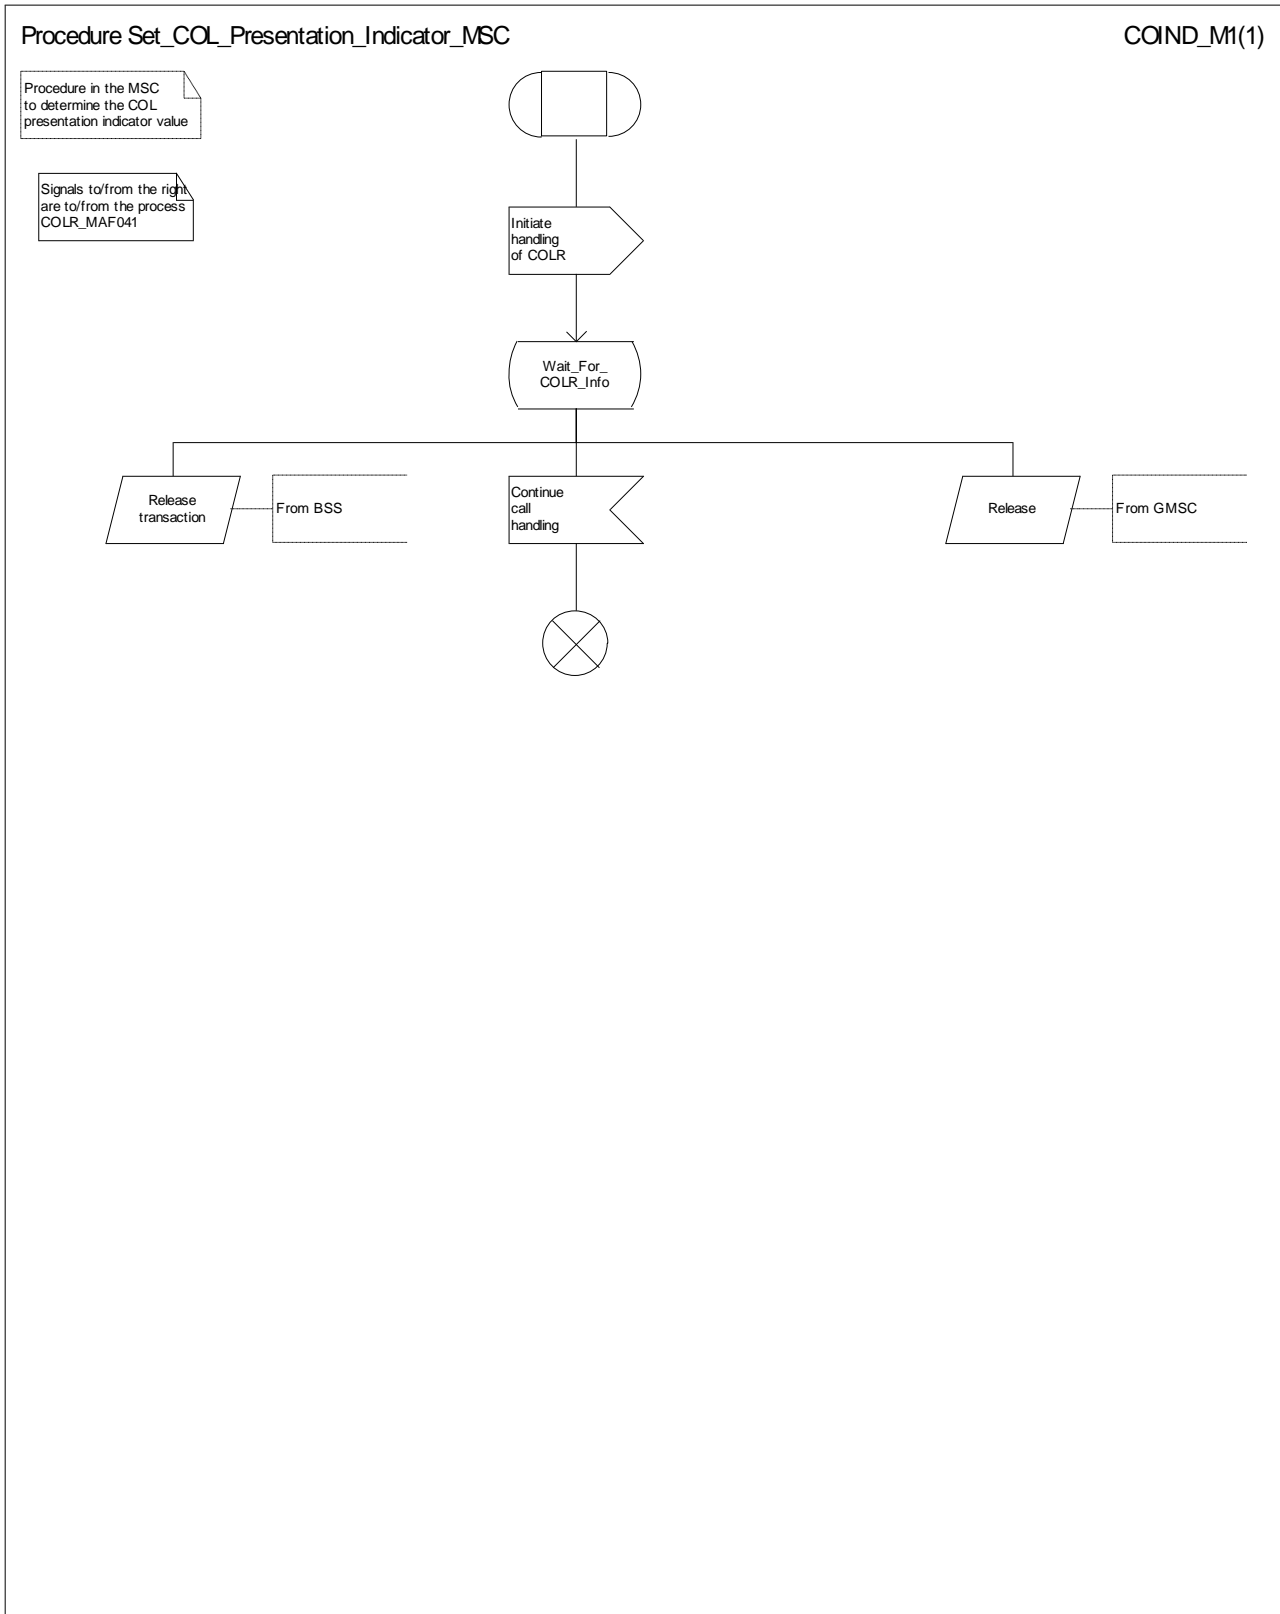 Procedure Set_COL_Presentation_Indicator_MSC
COIND_M1(1)
Procedure in the MSC
to determine the COL
presentation indicator value
Signals to/from the right
are to/from the process
COLR_MAF041
Initiate
handling
of COLR
Wait_For_
COLR_Info
Release
transaction
From BSS
Continue
call
handling
Release
From GMSC